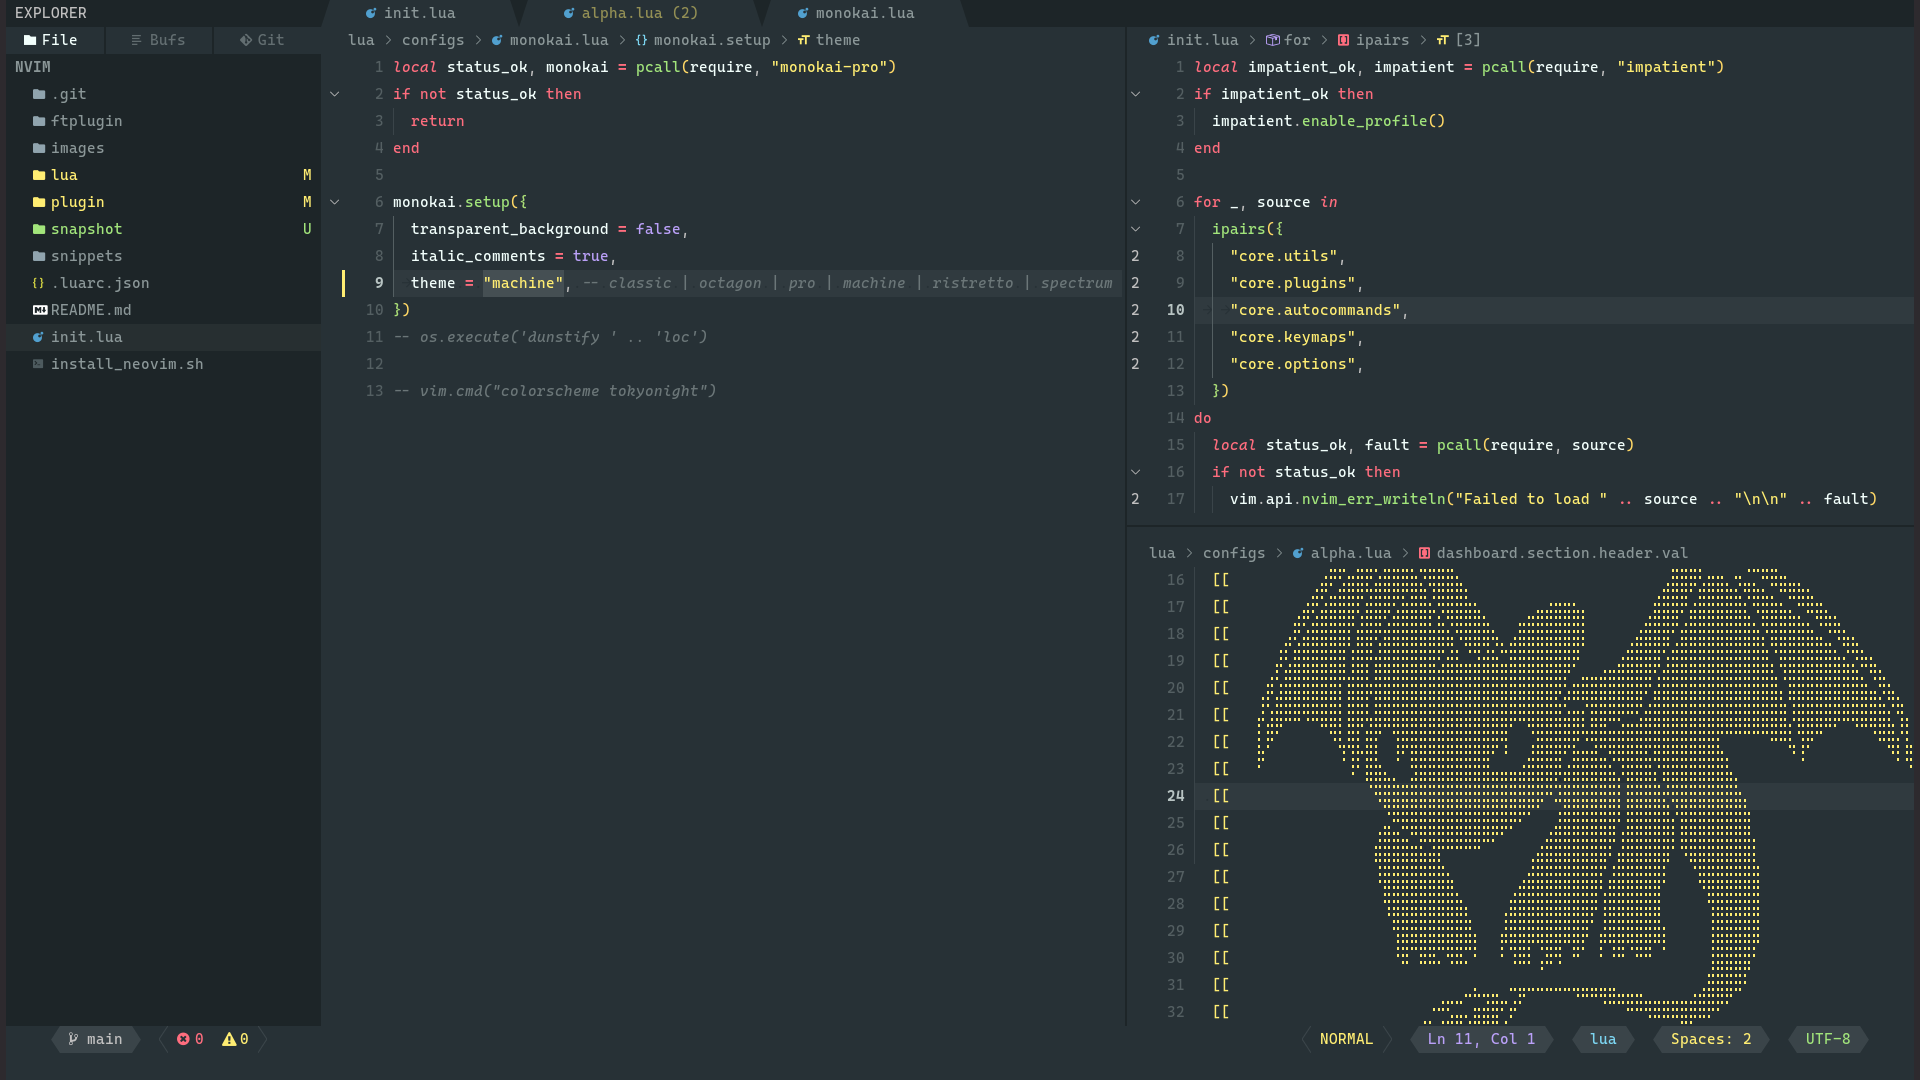 EXPLORER
File Bufs Git
NVIM
.git
ftplugin
images
lua M
plugin M
snapshot U
snippets
.luarc.json
README.md
init.lua
install_neovim.sh
init.lua alpha.lua (2) monokai.lua
lua > configs > monokai.lua > {} monokai.setup > theme
1 local status_ok, monokai = pcall(require, "monokai-pro")
2 if not status_ok then
3 return
4 end
5
6 monokai.setup({
7 transparent_background = false,
8 italic_comments = true,
9 theme = "machine", -- classic | octagon | pro | machine | ristretto | spectrum
10 })
11 -- os.execute('dunstify ' .. 'loc')
12
13 -- vim.cmd("colorscheme tokyonight")
init.lua > for > ipairs > [3]
1 local impatient_ok, impatient = pcall(require, "impatient")
2 if impatient_ok then
3 impatient.enable_profile()
4 end
5
6 for _, source in
7 ipairs({
2 8 "core.utils",
2 9 "core.plugins",
2 10 "core.autocommands",
2 11 "core.keymaps",
2 12 "core.options",
13 })
14 do
15 local status_ok, fault = pcall(require, source)
16 if not status_ok then
2 17 vim.api.nvim_err_writeln("Failed to load " .. source .. "\n\n" .. fault)
lua > configs > alpha.lua > dashboard.section.header.val
16 [[
17 [[
18 [[
19 [[
20 [[
21 [[
22 [[
23 [[
24 [[
25 [[
26 [[
27 [[
28 [[
29 [[
30 [[
31 [[
32 [[
main 0 0 NORMAL Ln 11, Col 1 lua Spaces: 2 UTF-8